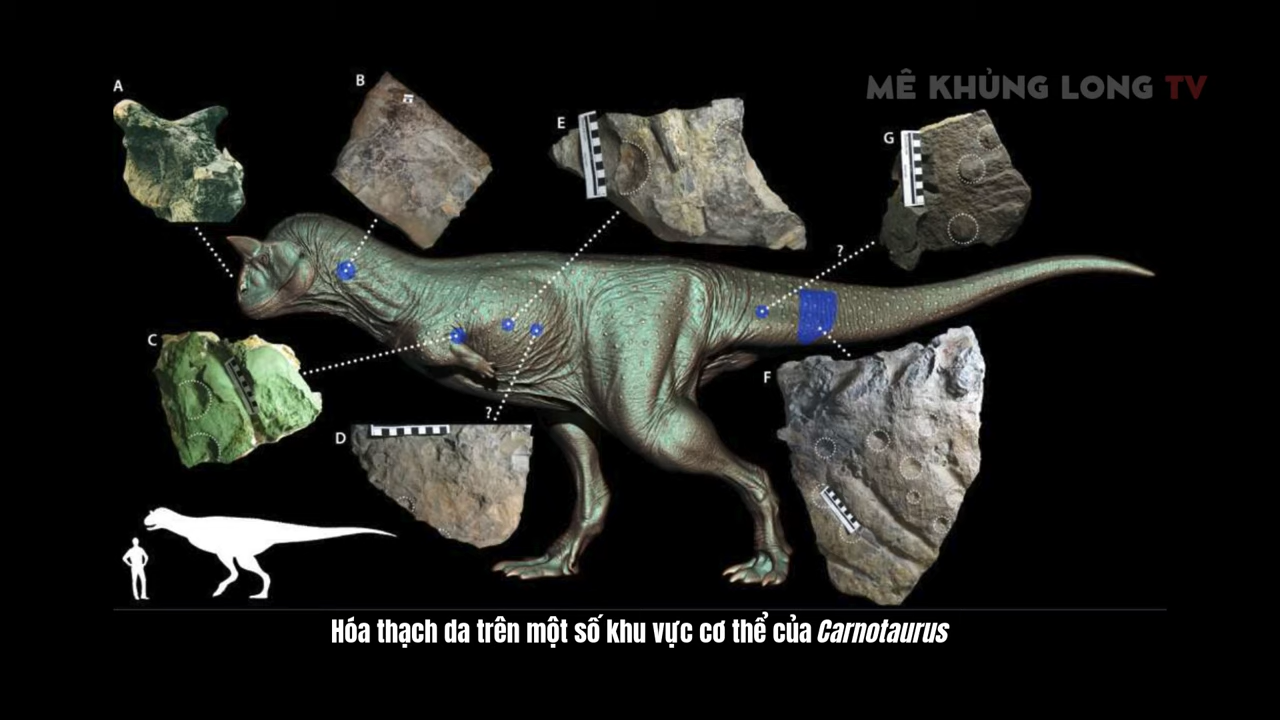 A
B
MÊ KHỦNG LONG TV
E
G
?
C
F
?
D
Hóa thạch da trên một số khu vực cơ thể của Carnotaurus